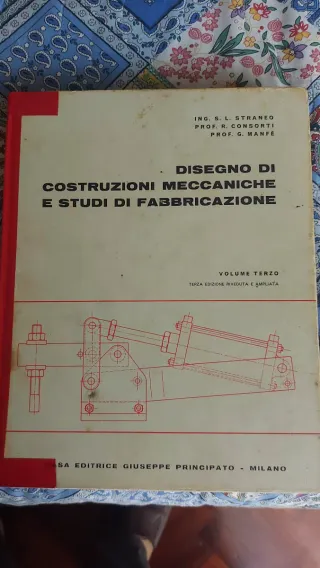 ING. S. L. STRANEO
PROF. R. CONSORTI
PROF. G. MANFÈ
DISEGNO DI
COSTRUZIONI MECCANICHE
E STUDI DI FABBRICAZIONE
VOLUME TERZO
TERZA EDIZIONE RIVEDUTA E AMPLIATA
CASA EDITRICE GIUSEPPE PRINCIPATO - MILANO